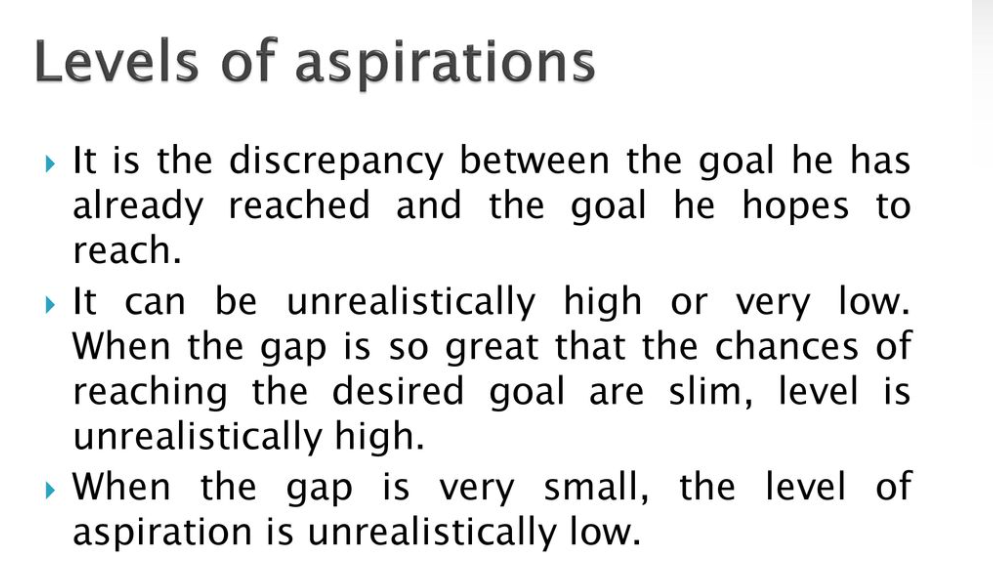 Levels of aspirations
It is the discrepancy between the goal he has
already reached and the goal he hopes to
reach.
It can be unrealistically high or very low.
When the gap is so great that the chances of
reaching the desired goal are slim, level is
unrealistically high.
When the gap is very small, the level of
aspiration is unrealistically low.